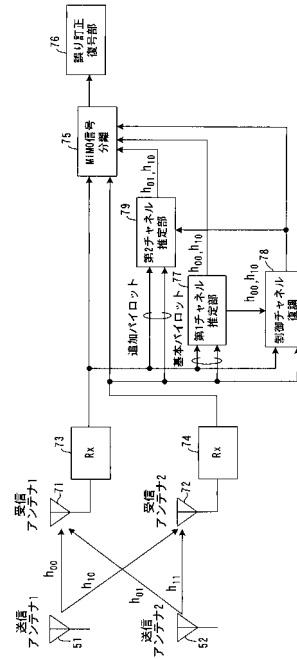 送信
アンテナ1
51
送信
アンテナ2
52
h00
h10
h01
h11
受信
アンテナ1
71
受信
アンテナ2
72
73
Rx
74
Rx
追加パイロット
基本パイロット
79
第2チャネル
推定部
h01,h10
77
第1チャネル
推定部
h00,h10
h00,h10
78
制御チャネル
復調
75
MiMO信号
分離
76
誤り訂正
復号部